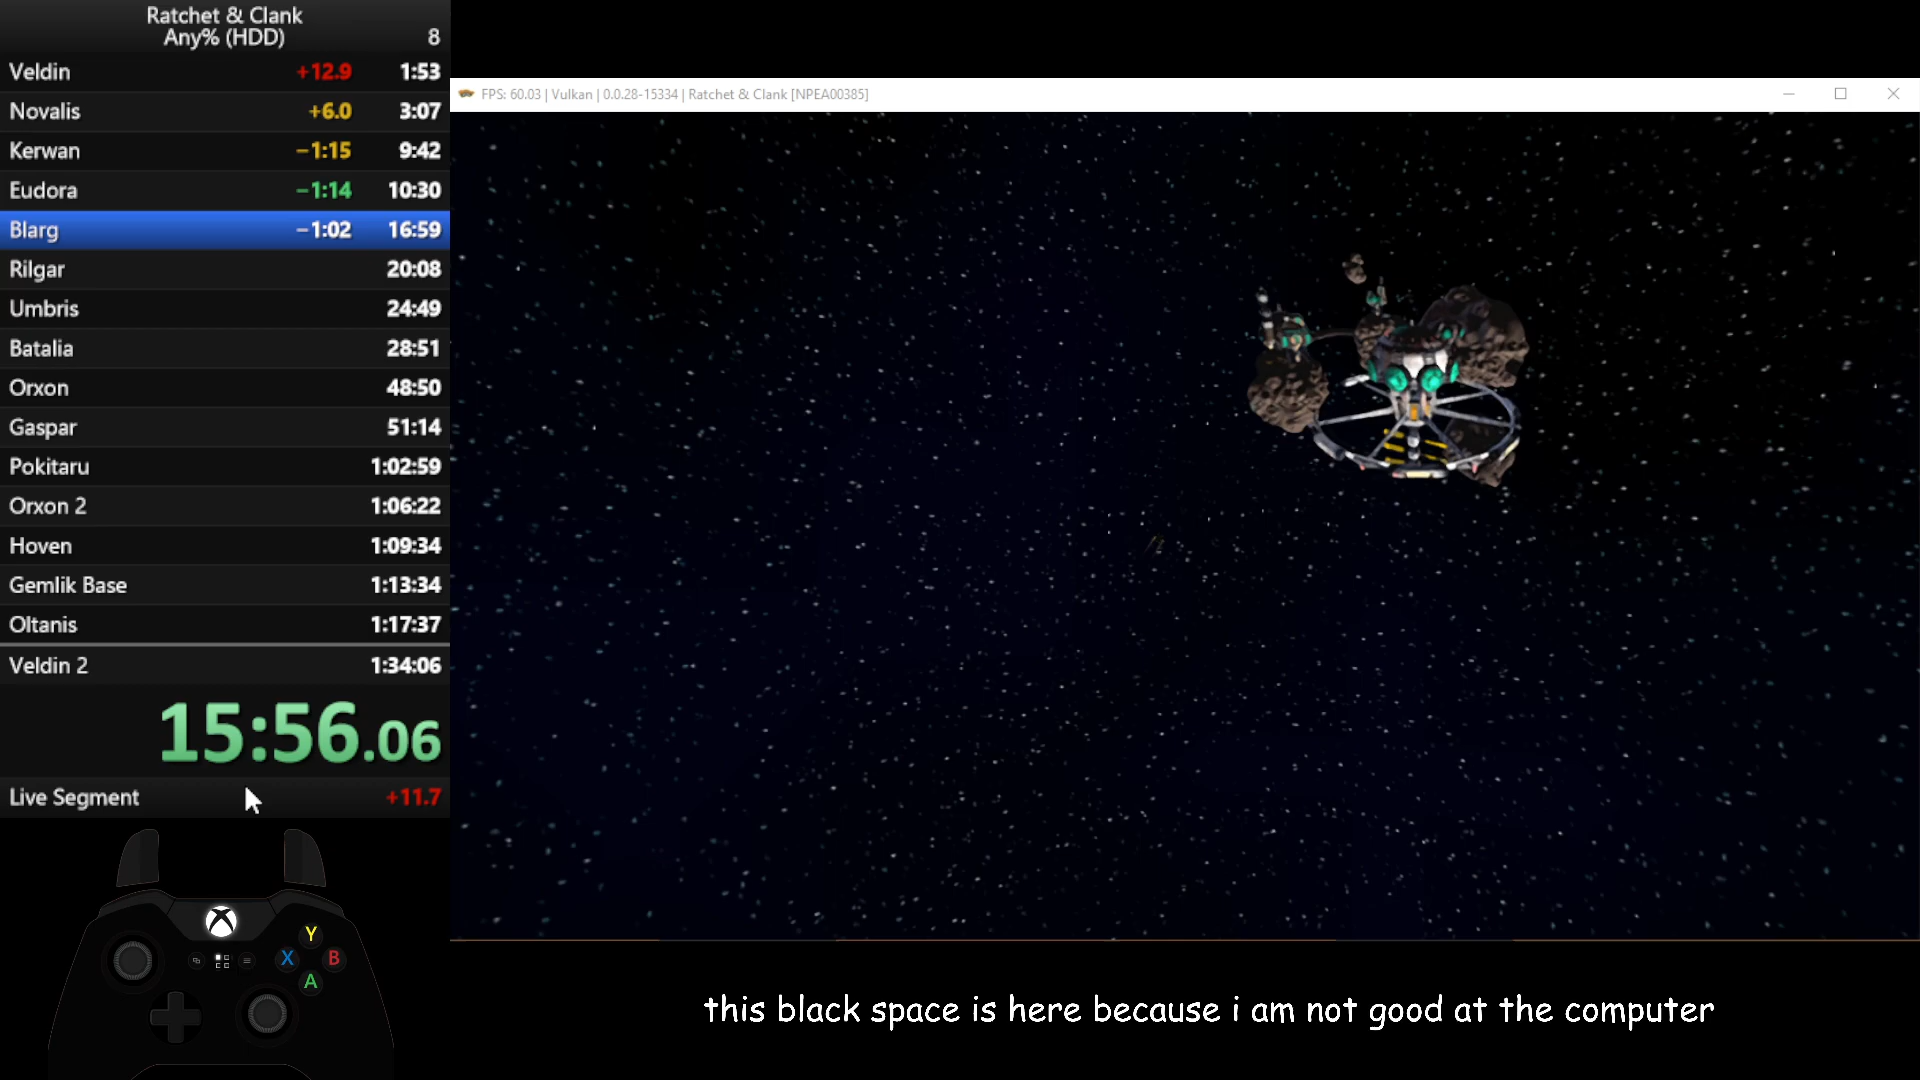 Ratchet & Clank
Any% (HDD) 8
Veldin +12.9 1:53
Novalis +6.0 3:07
Kerwan −1:15 9:42
Eudora −1:14 10:30
Blarg −1:02 16:59
Rilgar 20:08
Umbris 24:49
Batalia 28:51
Orxon 48:50
Gaspar 51:14
Pokitaru 1:02:59
Orxon 2 1:06:22
Hoven 1:09:34
Gemlik Base 1:13:34
Oltanis 1:17:37
Veldin 2 1:34:06
15:56.06
Live Segment +11.7
Y
X B
A
FPS: 60.03 | Vulkan | 0.0.28-15334 | Ratchet & Clank [NPEA00385]
this black space is here because i am not good at the computer